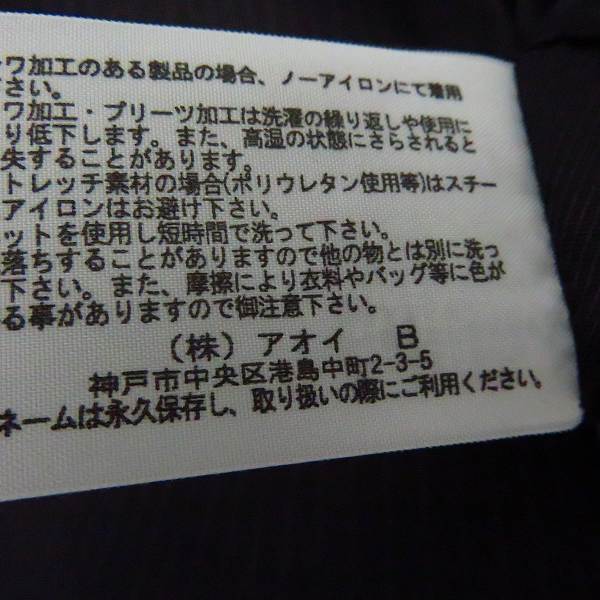 ワ加工のある製品の場合、ノーアイロンにて着用
さい。
ワ加工・プリーツ加工は洗濯の繰り返しや使用に
り低下します。また、高温の状態にさらされると
失することがあります。
トレッチ素材の場合(ポリウレタン使用等)はスチー
アイロンはお避け下さい。
ットを使用し短時間で洗って下さい。
落ちすることがありますので他の物とは別に洗っ
下さい。また、摩擦により衣料やバッグ等に色が
る事がありますので御注意下さい。
(株) アオイ B
神戸市中央区港島中町2-3-5
ネームは永久保存し、取り扱いの際にご利用ください。